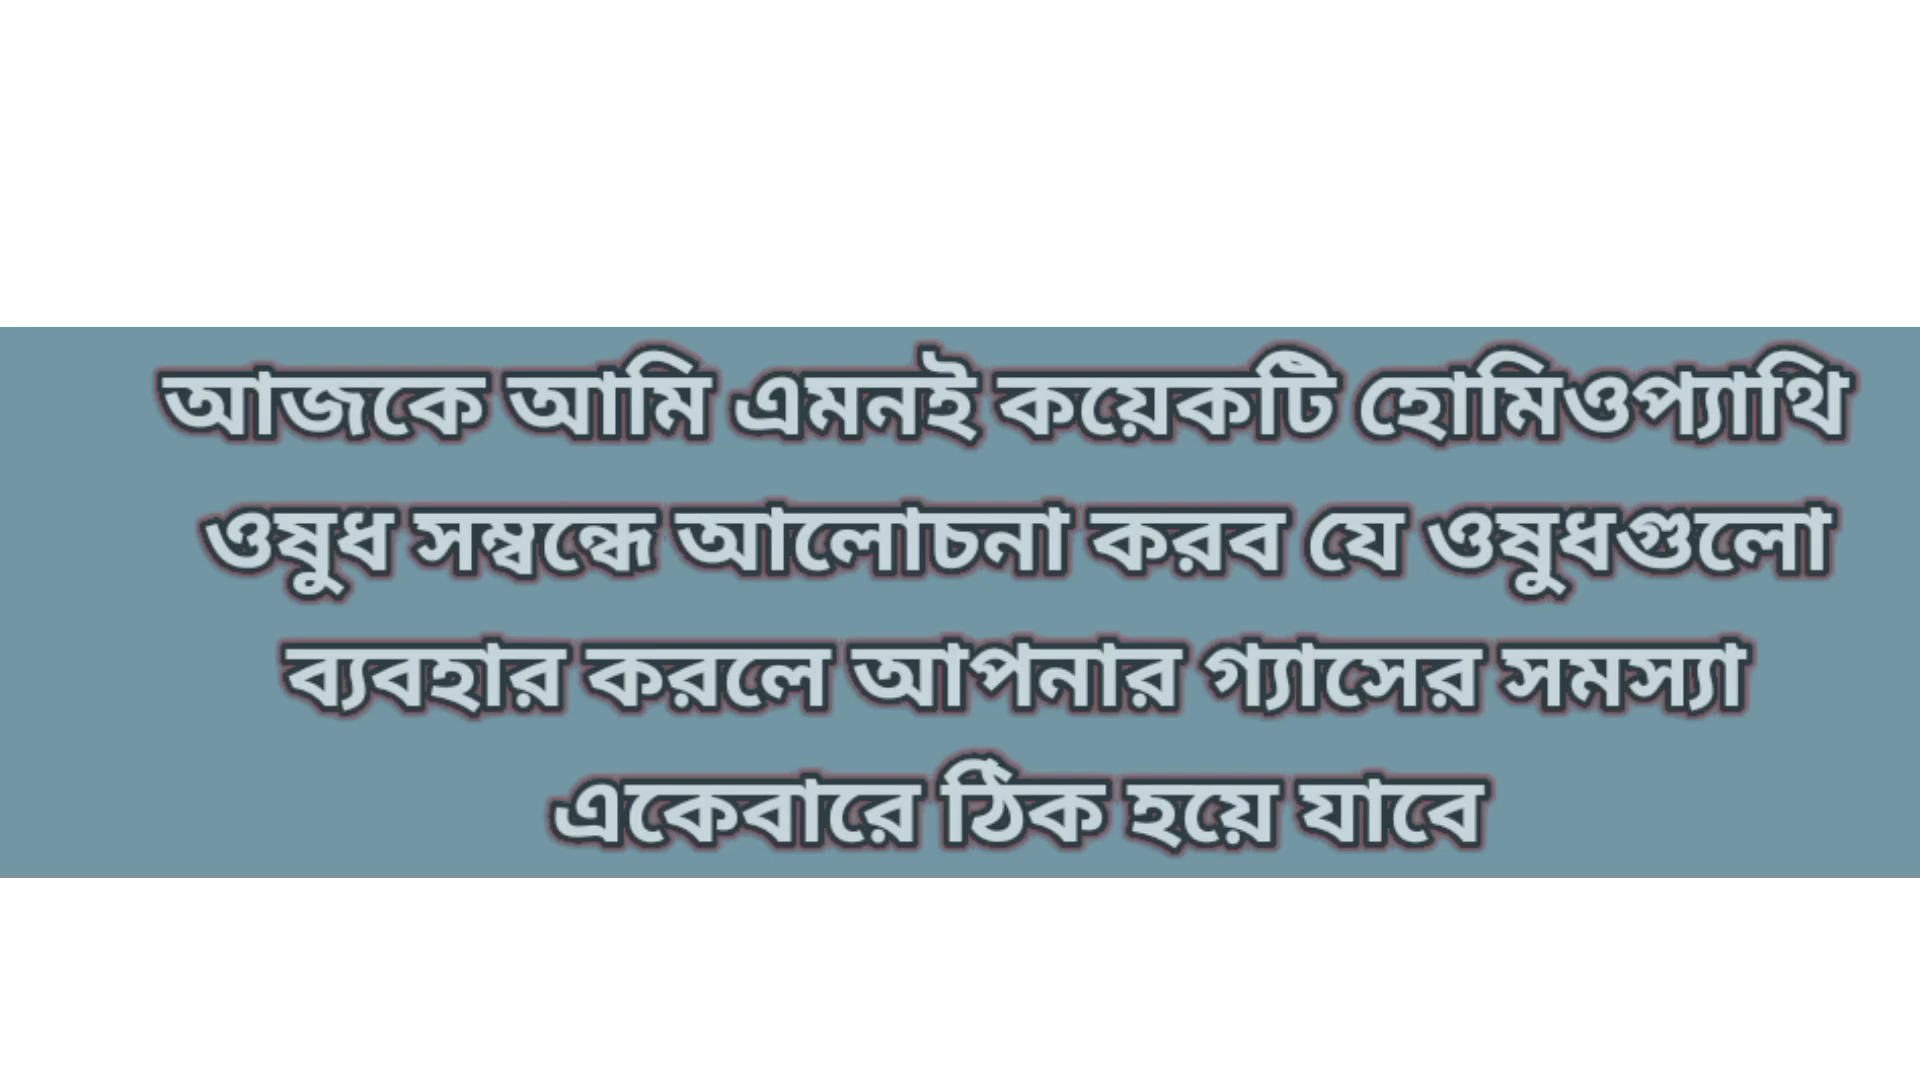 আজকে আমি এমনই কয়েকটি হোমিওপ্যাথি
ওষুধ সম্বন্ধে আলোচনা করব যে ওষুধগুলো
ব্যবহার করলে আপনার গ্যাসের সমস্যা
একেবারে ঠিক হয়ে যাবে